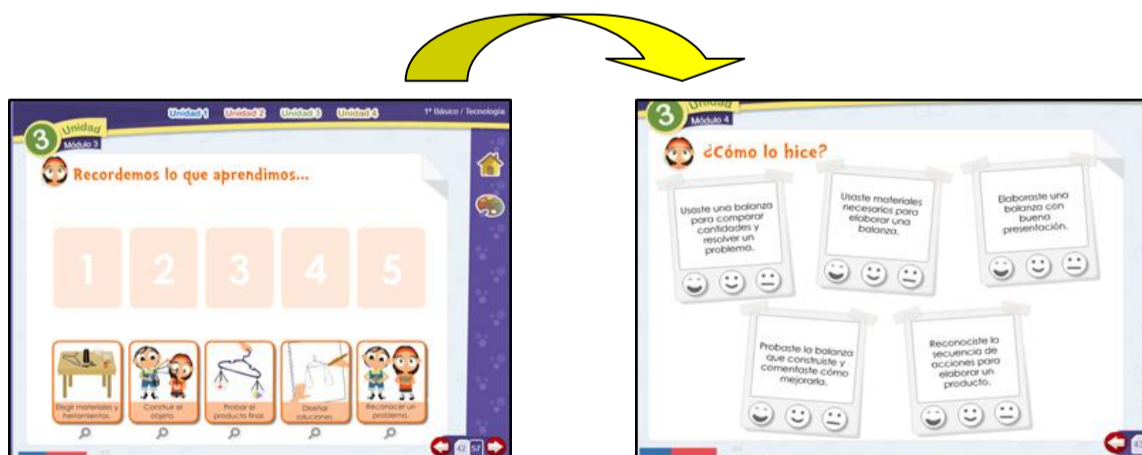 Unidad 1 Unidad 2 Unidad 3 Unidad 4 1º Básico / Tecnología
3 Unidad
Módulo 3
Recordemos lo que aprendimos...
1 2 3 4 5
Elegir materiales y
herramientas.
Construir el
objeto.
Probar el
producto final.
Diseñar
soluciones.
Reconocer un
problema.
42 57
3 Unidad
Módulo 4
¿Cómo lo hice?
Usaste una balanza
para comparar
cantidades y
resolver un
problema.
Usaste materiales
necesarios para
elaborar una
balanza.
Elaboraste una
balanza con
buena
presentación.
Probaste la balanza
que construiste y
comentaste cómo
mejorarla.
Reconociste la
secuencia de
acciones para
elaborar un
producto.